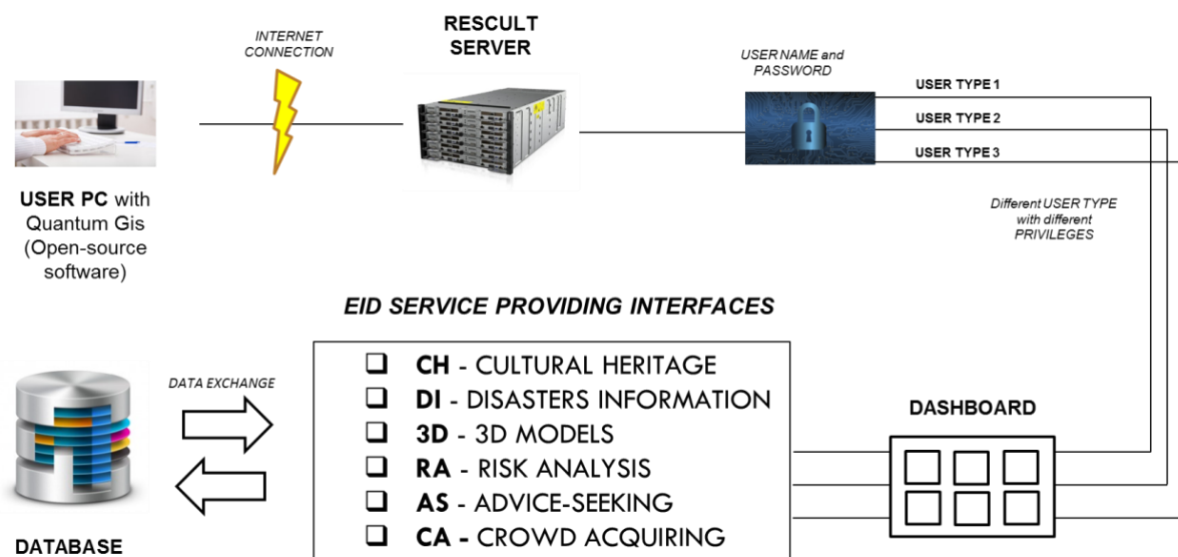 INTERNET
CONNECTION
RESCULT
SERVER
USER NAME and
PASSWORD
USER TYPE 1
USER TYPE 2
USER TYPE 3
Different USER TYPE
with different
PRIVILEGES
USER PC with
Quantum Gis
(Open-source
software)
EID SERVICE PROVIDING INTERFACES
❑ CH - CULTURAL HERITAGE
❑ DI - DISASTERS INFORMATION
❑ 3D - 3D MODELS
❑ RA - RISK ANALYSIS
❑ AS - ADVICE-SEEKING
❑ CA - CROWD ACQUIRING
DATA EXCHANGE
DATABASE
DASHBOARD